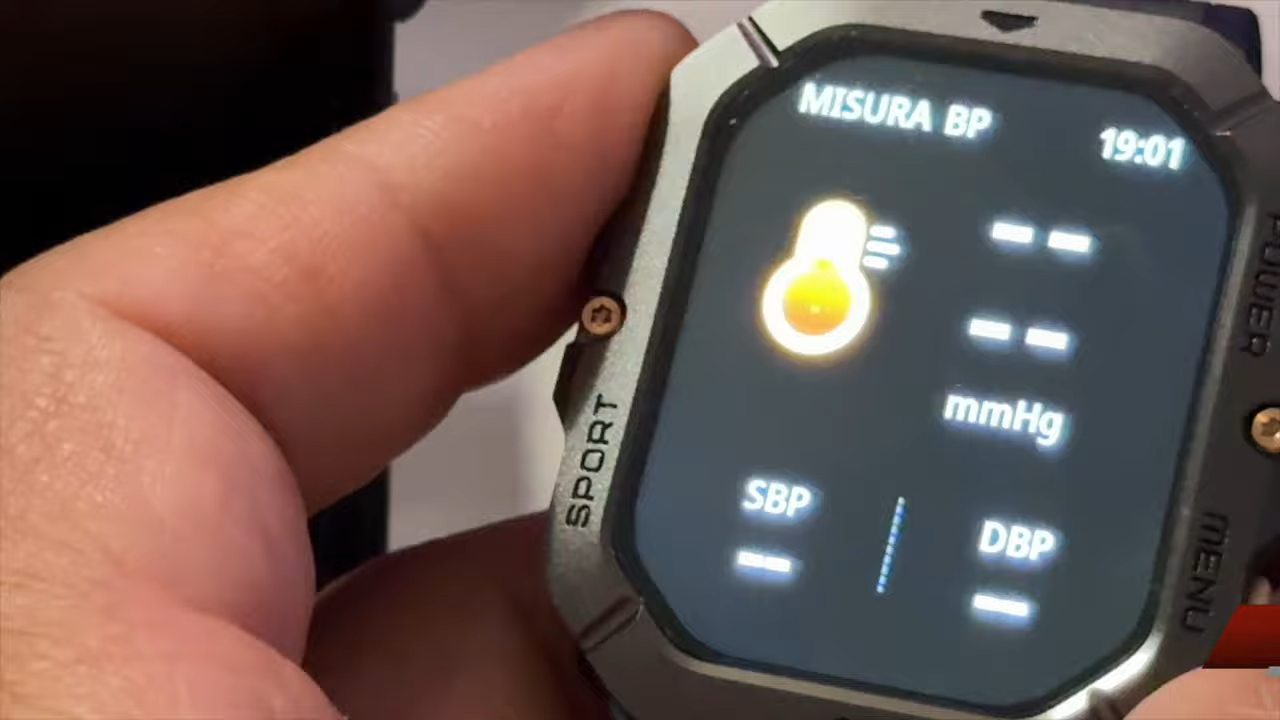 MISURA BP
19:01
-- --
-- --
mmHg
SBP
--
DBP
--
SPORT
POWER
MENU